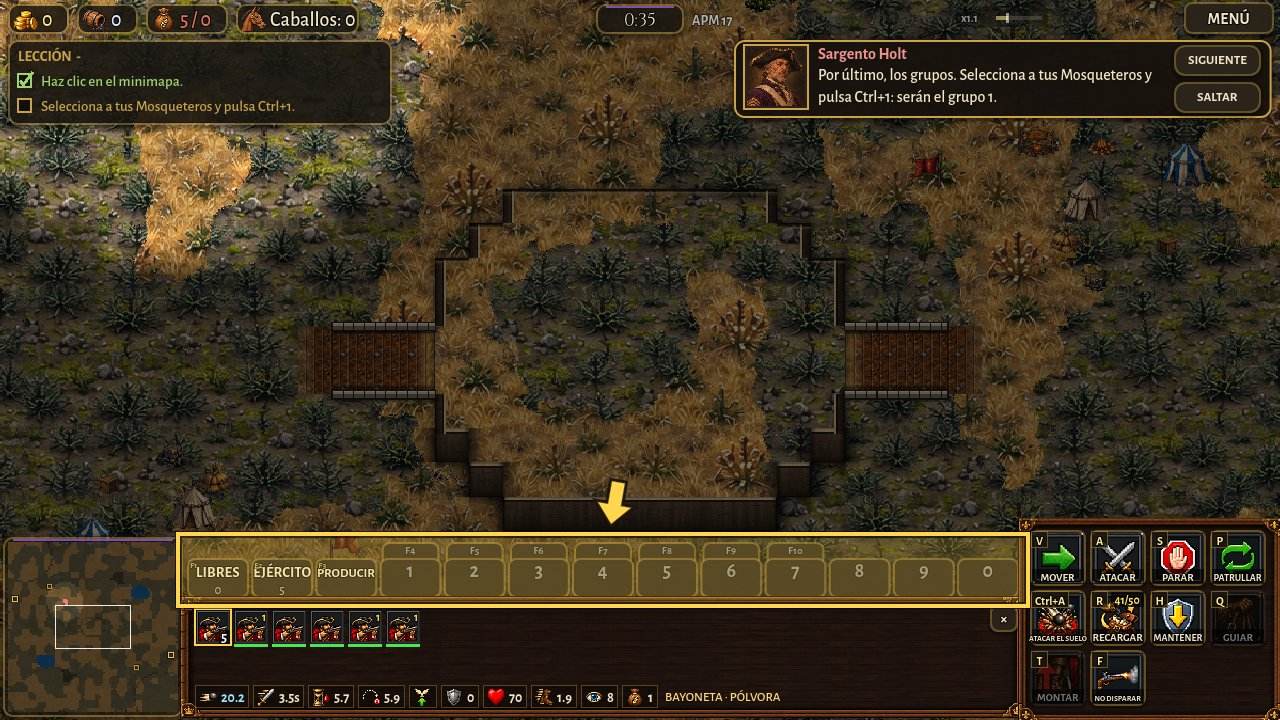 0
0
5 / 0
Caballos: 0
0:35
APM 17
x1.1
MENÚ
LECCIÓN -
Haz clic en el minimapa.
Selecciona a tus Mosqueteros y pulsa Ctrl+1.
Sargento Holt
Por último, los grupos. Selecciona a tus Mosqueteros y
pulsa Ctrl+1: serán el grupo 1.
SIGUIENTE
SALTAR
F4 F5 F6 F7 F8 F9 F10
LIBRES EJÉRCITO PRODUCIR 1 2 3 4 5 6 7 8 9 0
0 5
5 1 1 1
×
20.2 3.5s 5.7 5.9 0 70 1.9 8 1 BAYONETA · PÓLVORA
V A S P
MOVER ATACAR PARAR PATRULLAR
Ctrl+A R 41/50 H Q
ATACAR EL SUELO RECARGAR MANTENER GUIAR
T F
MONTAR NO DISPARAR